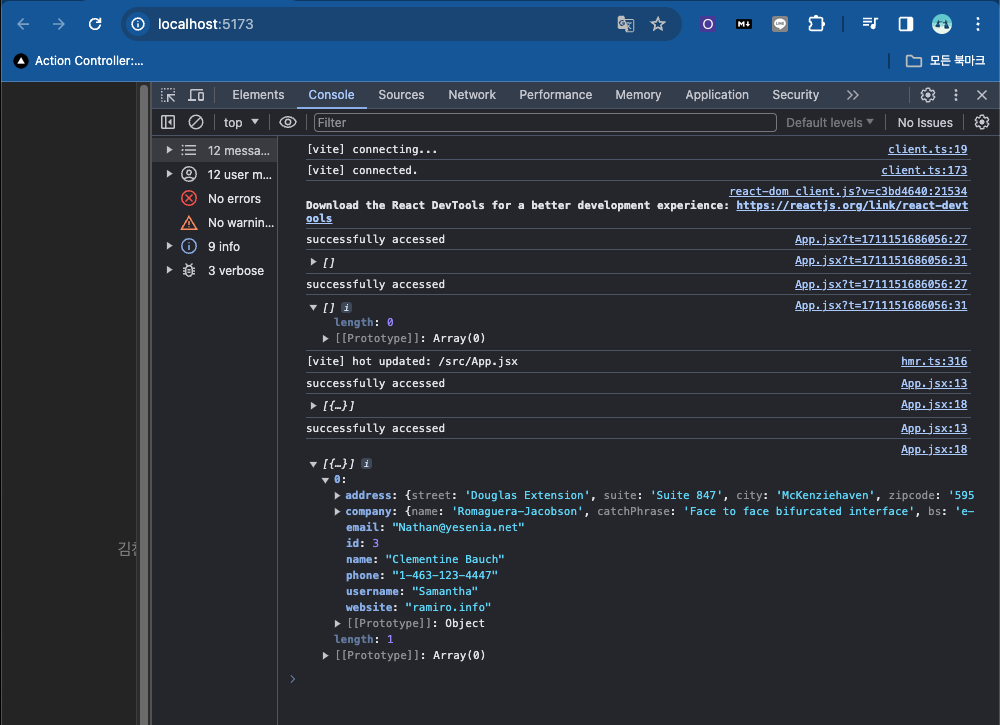 localhost:5173
Action Controller:...
모든 북마크
Elements Console Sources Network Performance Memory Application Security
top Filter Default levels No Issues
12 messa...
12 user m...
No errors
No warnin...
9 info
3 verbose
[vite] connecting... client.ts:19
[vite] connected. client.ts:173
react-dom_client.js?v=c3bd4640:21534
Download the React DevTools for a better development experience: https://reactjs.org/link/react-devt
ools
successfully accessed App.jsx?t=1711151686056:27
[] App.jsx?t=1711151686056:31
successfully accessed App.jsx?t=1711151686056:27
[] i App.jsx?t=1711151686056:31
length: 0
[[Prototype]]: Array(0)
[vite] hot updated: /src/App.jsx hmr.ts:316
successfully accessed App.jsx:13
[{…}] App.jsx:18
successfully accessed App.jsx:13
App.jsx:18
[{…}] i
0:
address: {street: 'Douglas Extension', suite: 'Suite 847', city: 'McKenziehaven', zipcode: '595
company: {name: 'Romaguera-Jacobson', catchPhrase: 'Face to face bifurcated interface', bs: 'e-
email: "Nathan@yesenia.net"
id: 3
name: "Clementine Bauch"
phone: "1-463-123-4447"
username: "Samantha"
website: "ramiro.info"
[[Prototype]]: Object
length: 1
[[Prototype]]: Array(0)
김